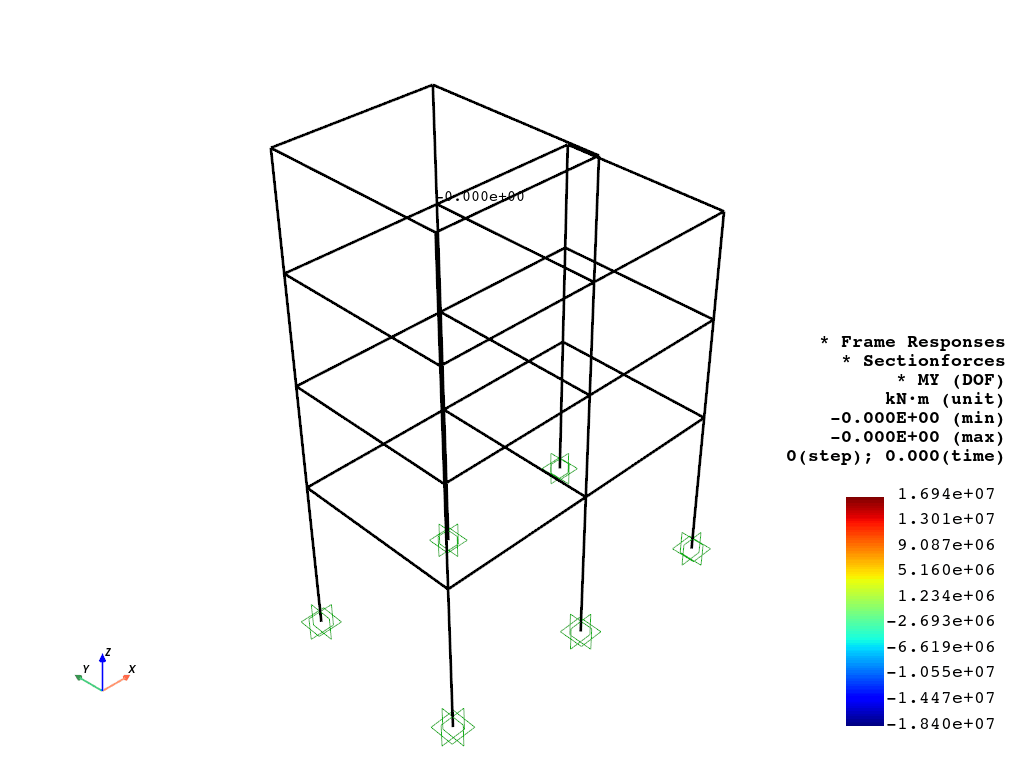 -0.000e+00
* Frame Responses
* Sectionforces
* MY (DOF)
kN·m (unit)
-0.000E+00 (min)
-0.000E+00 (max)
0(step); 0.000(time)
1.694e+07
1.301e+07
9.087e+06
5.160e+06
1.234e+06
-2.693e+06
-6.619e+06
-1.055e+07
-1.447e+07
-1.840e+07
Z
Y
X